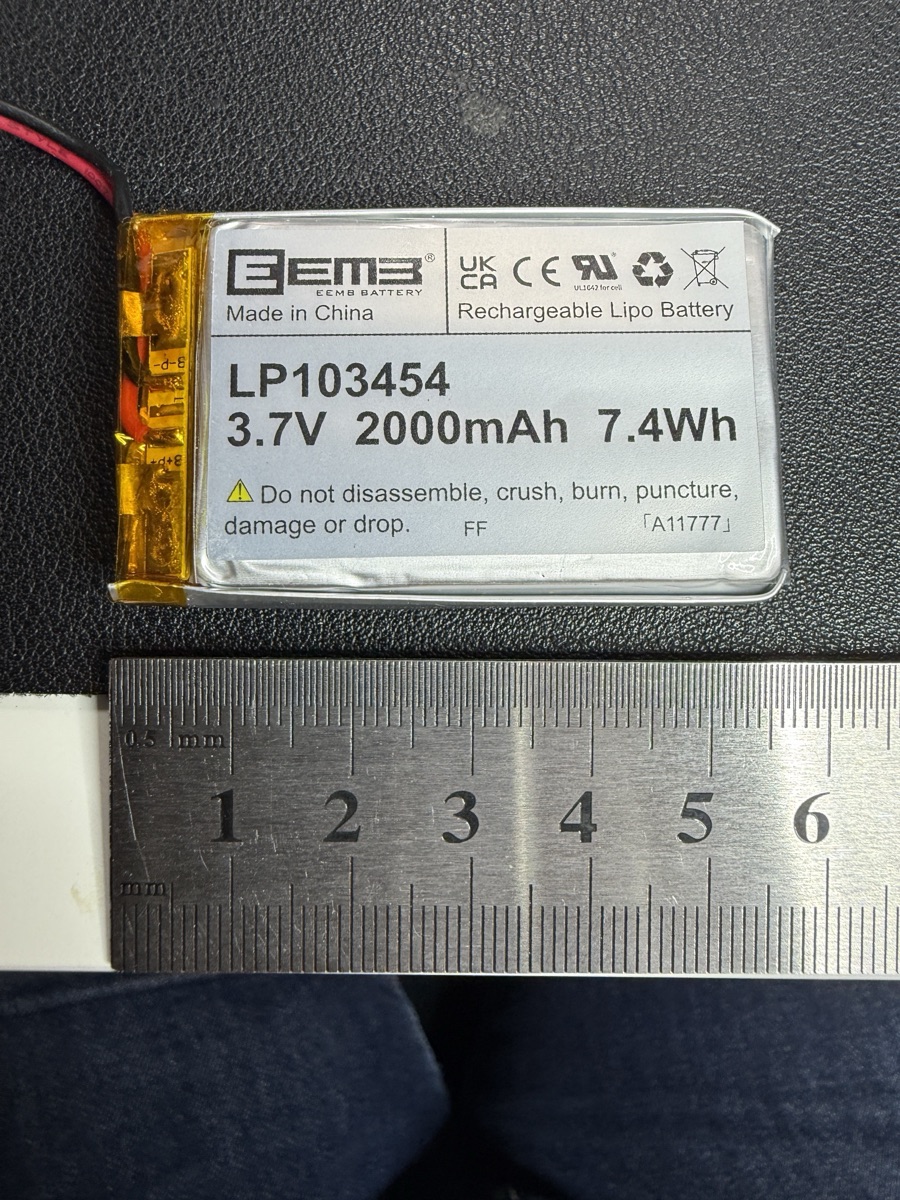 EEMB®
EEMB BATTERY
Made in China
UK
CA CE RU
UL1642 for cell
Rechargeable Lipo Battery
LP103454
3.7V 2000mAh 7.4Wh
Do not disassemble, crush, burn, puncture,
damage or drop. FF 「A11777」
B-P-
B+P+
0.5 mm
1 2 3 4 5 6
mm